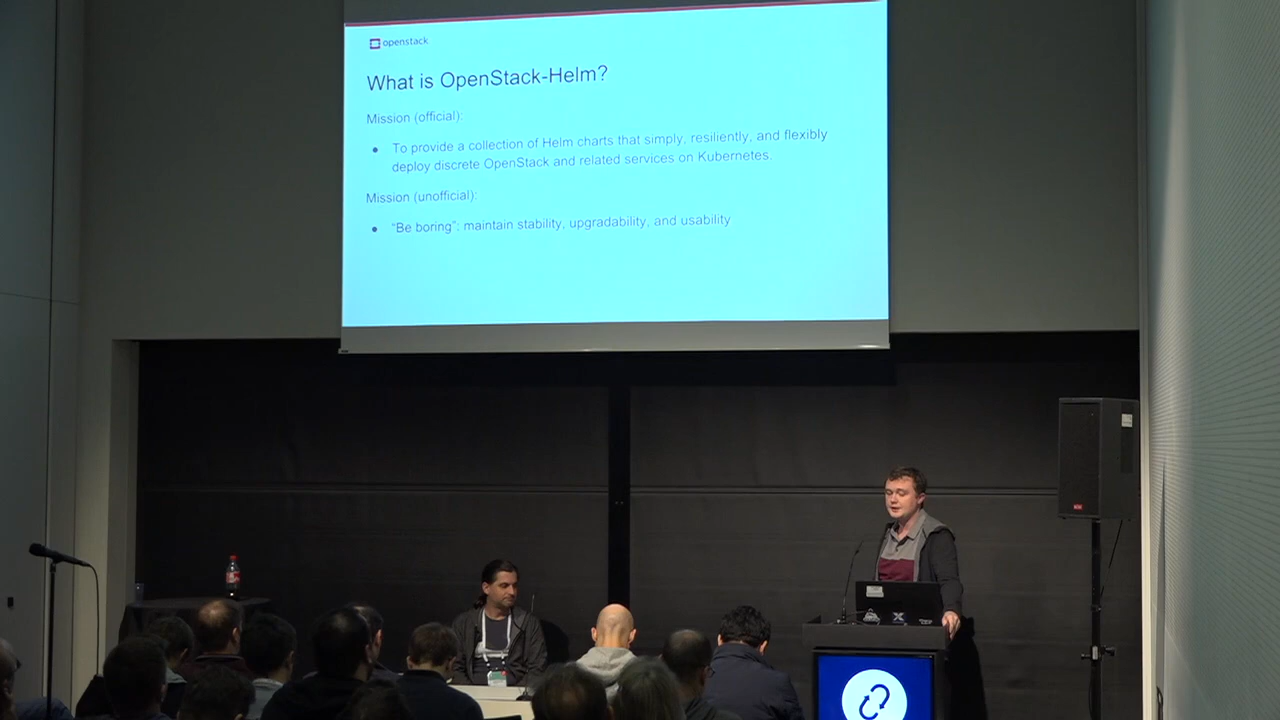 openstack
What is OpenStack-Helm?
Mission (official):
● To provide a collection of Helm charts that simply, resiliently, and flexibly
deploy discrete OpenStack and related services on Kubernetes.
Mission (unofficial):
● “Be boring”: maintain stability, upgradability, and usability